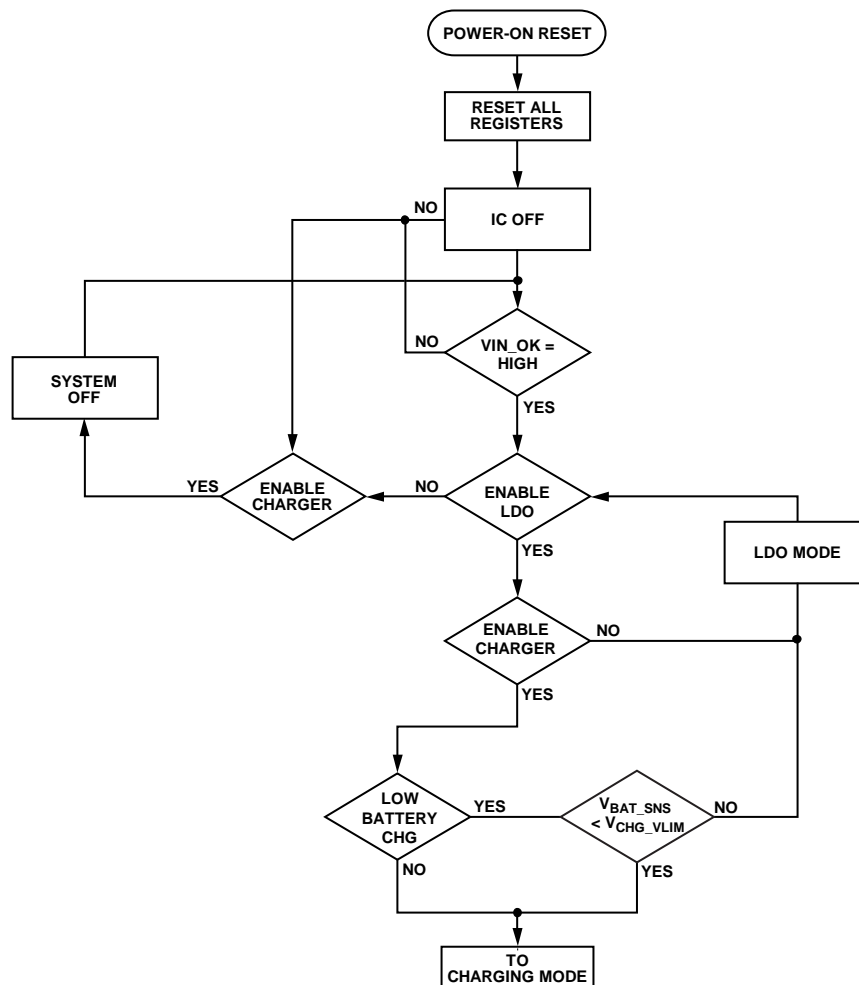 POWER-ON RESET
RESET ALL
REGISTERS
NO
IC OFF
NO
VIN_OK =
HIGH
SYSTEM
OFF
YES
YES
ENABLE
CHARGER
NO
ENABLE
LDO
LDO MODE
YES
ENABLE
CHARGER
NO
YES
LOW
BATTERY
CHG
YES
VBAT_SNS
< VCHG_VLIM
NO
NO
YES
TO
CHARGING MODE